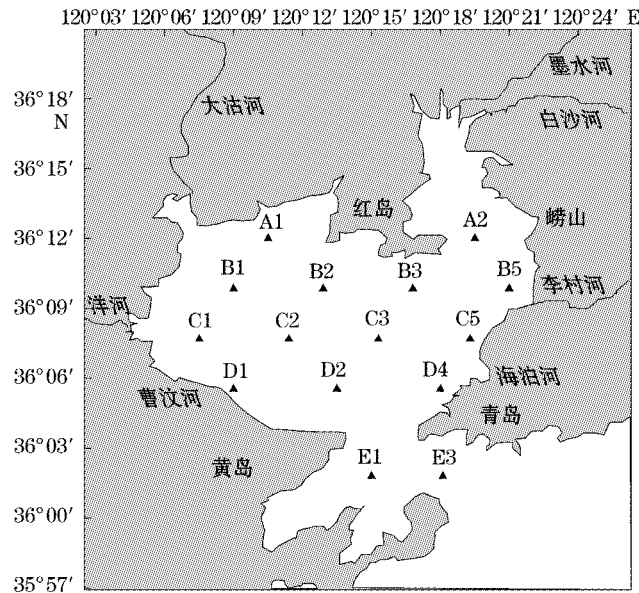 120°03′ 120°06′ 120°09′ 120°12′ 120°15′ 120°18′ 120°21′ 120°24′ E
墨水河
36°18′
N
大沽河
白沙河
36°15′
红岛
A1
A2
崂山
36°12′
B1
B2
B3
B5
李村河
36°09′
洋河
C1
C2
C3
C5
36°06′
D1
D2
D4
海泊河
曹汶河
青岛
36°03′
黄岛
E1
E3
36°00′
35°57′